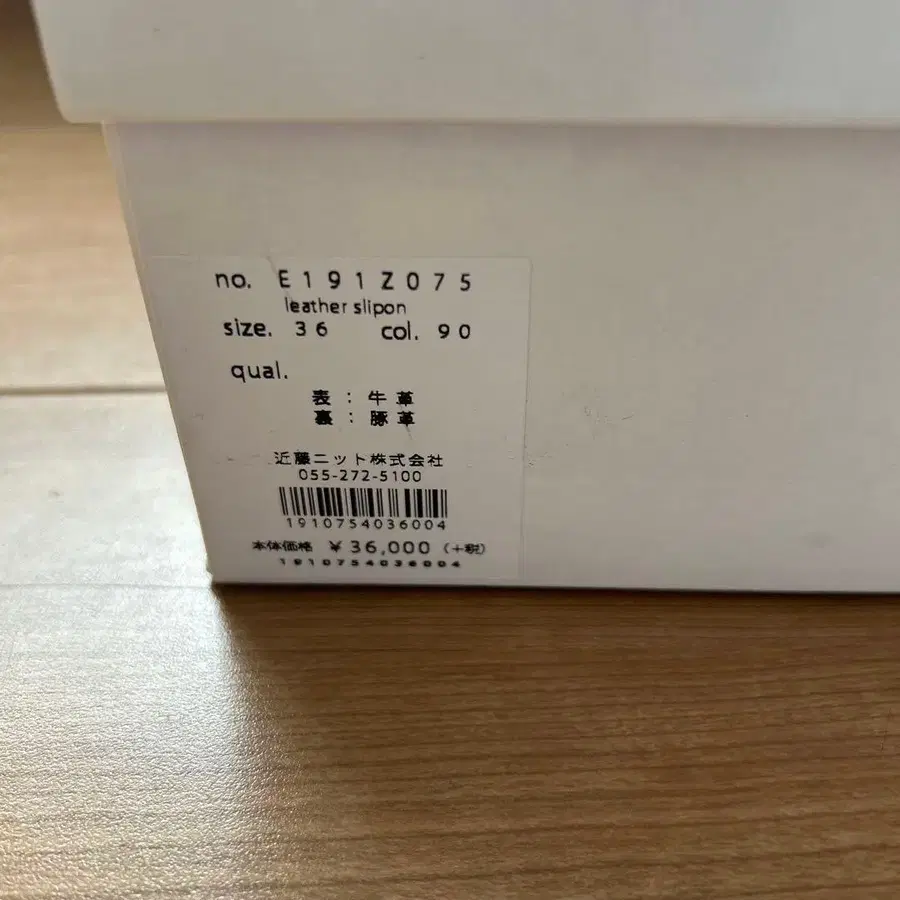 no. E191Z075
leather slipon
size. 36 col. 90
qual.
表：牛革
裏：豚革
近藤ニット株式会社
055-272-5100
1910754036004
本体価格 ¥36,000（+税）
1910754036004